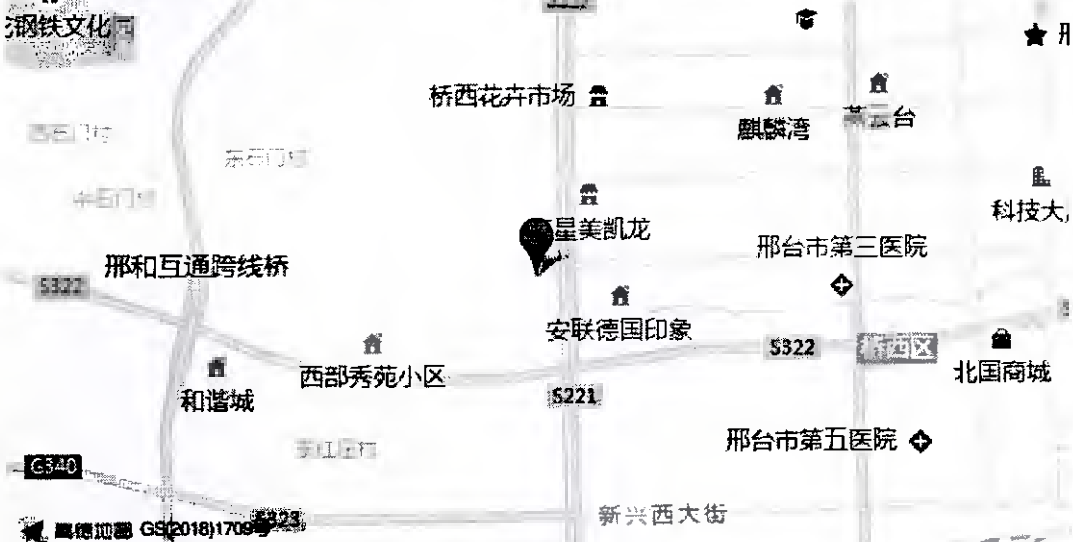 钢铁文化园
桥西花卉市场
麒麟湾
东石门村
科技大
星美凯龙
邢台市第三医院
邢和互通跨线桥
S322
安联德国印象
S322
桥西区
西部秀苑小区
北国商城
和谐城
S221
邢台市第五医院
G340
新兴西大街
S323
高德地图 GS(2018)1709号